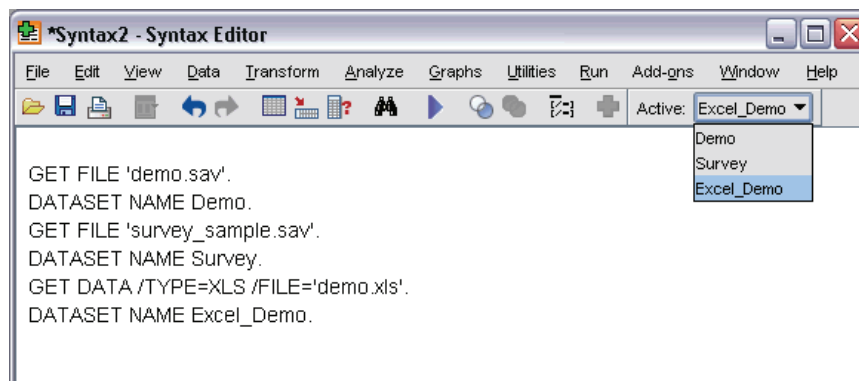 *Syntax2 - Syntax Editor
File Edit View Data Transform Analyze Graphs Utilities Run Add-ons Window Help
Active: Excel_Demo
Demo
Survey
Excel_Demo
GET FILE 'demo.sav'.
DATASET NAME Demo.
GET FILE 'survey_sample.sav'.
DATASET NAME Survey.
GET DATA /TYPE=XLS /FILE='demo.xls'.
DATASET NAME Excel_Demo.